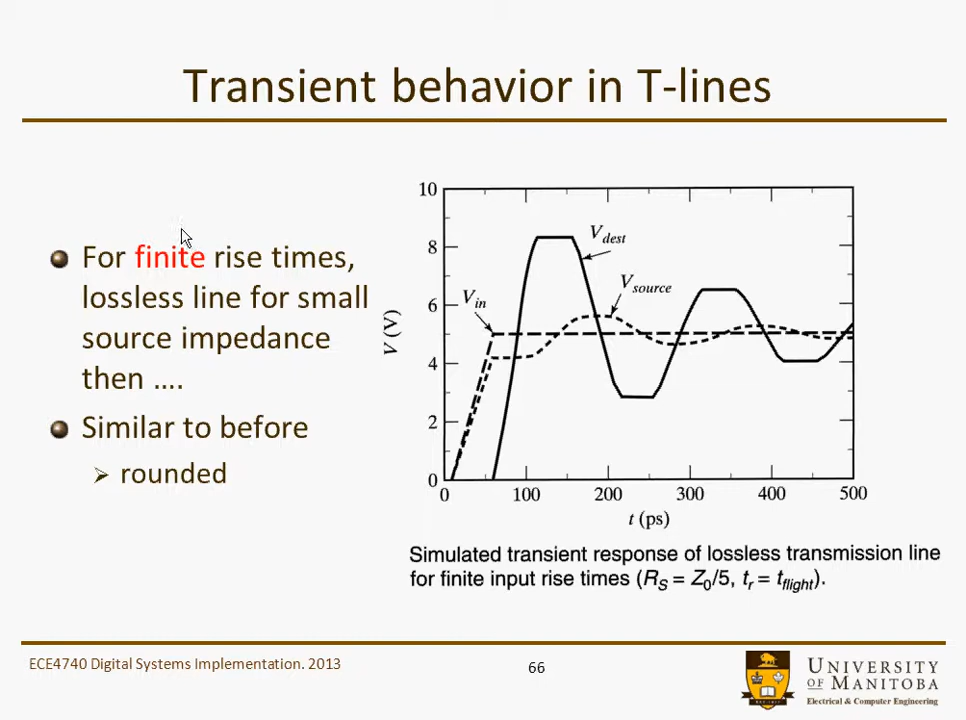 Transient behavior in T-lines
For finite rise times,
lossless line for small
source impedance
then ....
Similar to before
rounded
10
8
6
4
2
0
V (V)
V_dest
V_source
V_in
0 100 200 300 400 500
t (ps)
Simulated transient response of lossless transmission line
for finite input rise times (R_S = Z_0/5, t_r = t_flight).
ECE4740 Digital Systems Implementation. 2013
66
UNIVERSITY
OF MANITOBA
Electrical & Computer Engineering